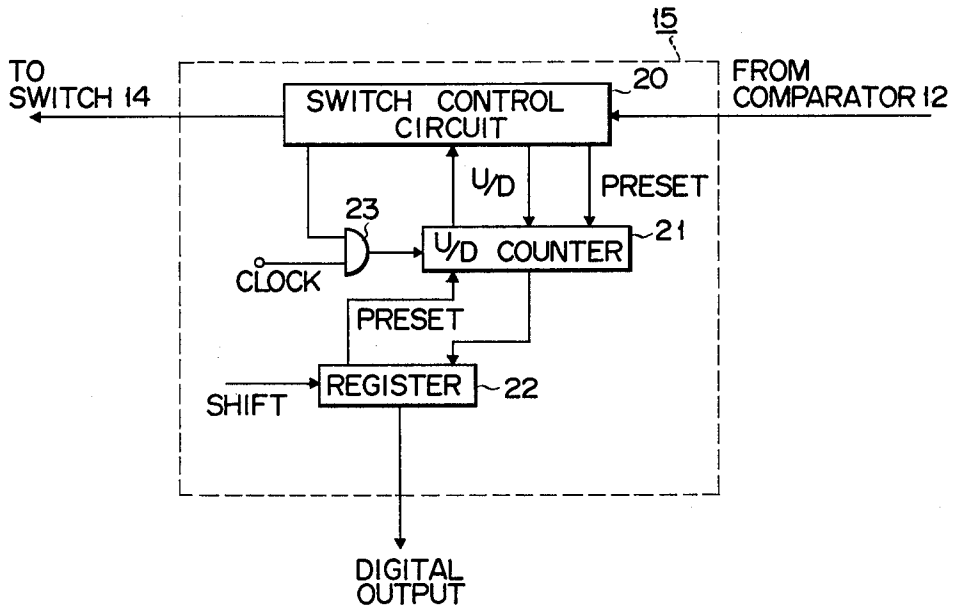 15
TO
SWITCH 14
FROM
COMPARATOR 12
20
SWITCH CONTROL
CIRCUIT
U/D
PRESET
23
21
U/D COUNTER
CLOCK
PRESET
REGISTER
22
SHIFT
DIGITAL
OUTPUT